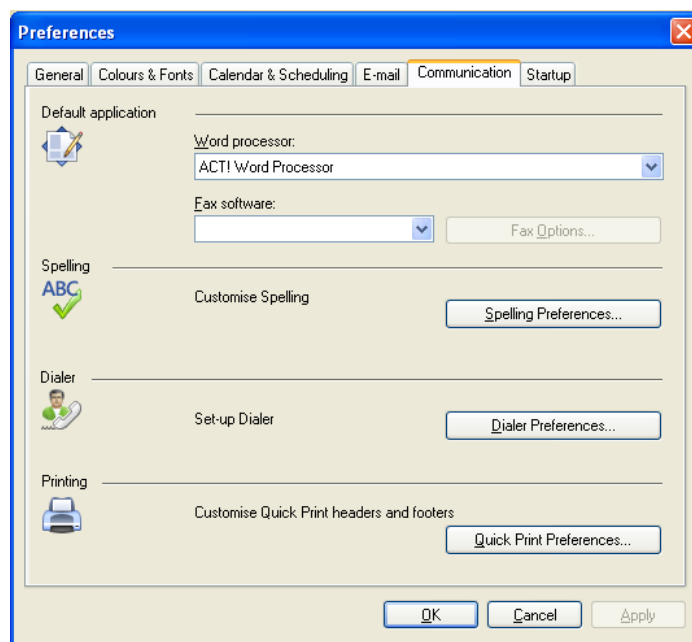 Preferences
General Colours & Fonts Calendar & Scheduling E-mail Communication Startup
Default application
Word processor:
ACT! Word Processor
Fax software:
Fax Options...
Spelling
ABC
Customise Spelling
Spelling Preferences...
Dialer
Set-up Dialer
Dialer Preferences...
Printing
Customise Quick Print headers and footers
Quick Print Preferences...
OK Cancel Apply